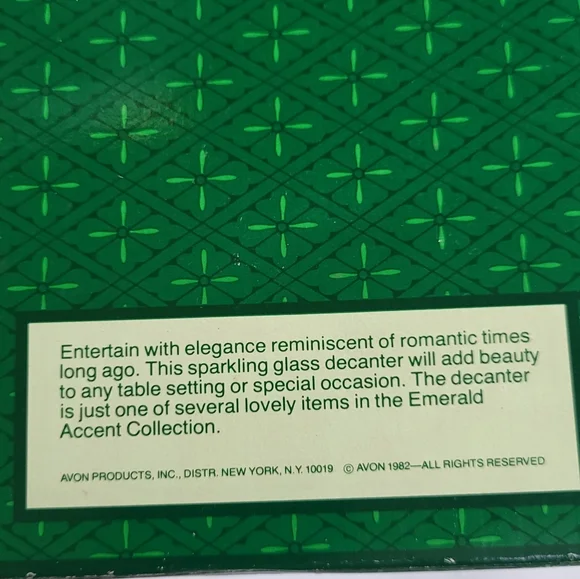 Entertain with elegance reminiscent of romantic times
long ago. This sparkling glass decanter will add beauty
to any table setting or special occasion. The decanter
is just one of several lovely items in the Emerald
Accent Collection.
AVON PRODUCTS, INC., DISTR. NEW YORK, N.Y. 10019 © AVON 1982—ALL RIGHTS RESERVED